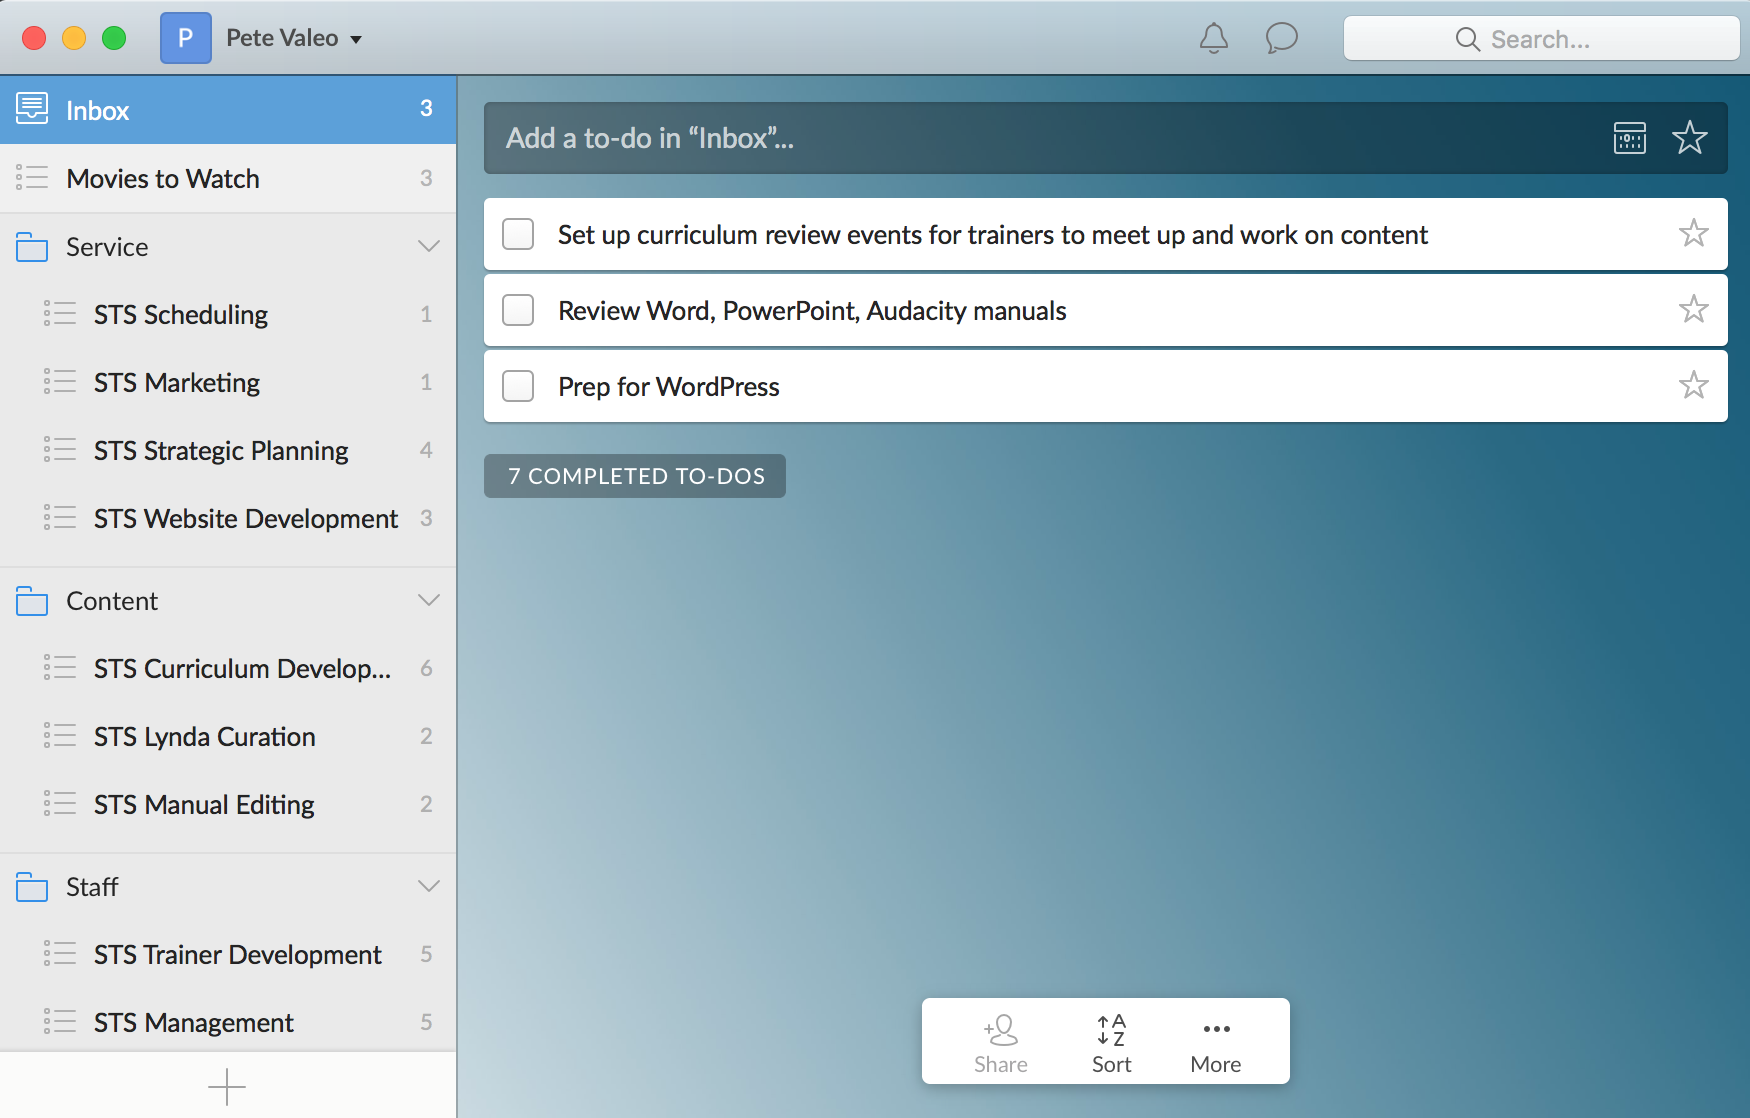 P
Pete Valeo
Search...
Inbox 3
Movies to Watch 3
Service
STS Scheduling 1
STS Marketing 1
STS Strategic Planning 4
STS Website Development 3
Content
STS Curriculum Develop... 6
STS Lynda Curation 2
STS Manual Editing 2
Staff
STS Trainer Development 5
STS Management 5
Add a to-do in “Inbox”...
Set up curriculum review events for trainers to meet up and work on content
Review Word, PowerPoint, Audacity manuals
Prep for WordPress
7 COMPLETED TO-DOS
A
Z
Share Sort More